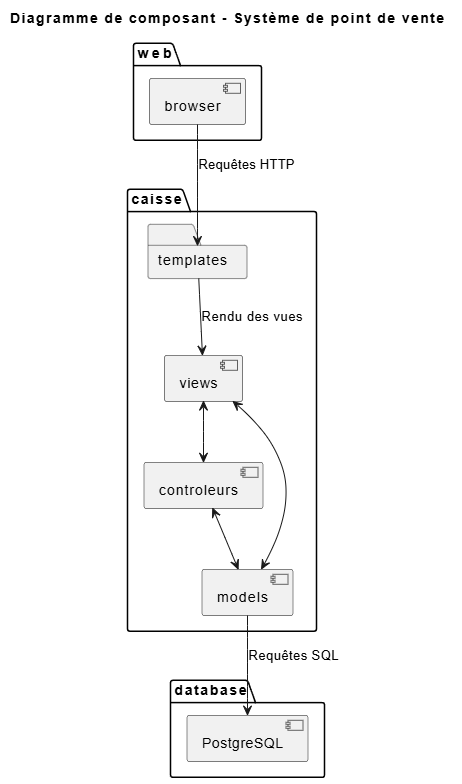 Diagramme de composant - Système de point de vente
web
browser
Requêtes HTTP
caisse
templates
Rendu des vues
views
controleurs
models
Requêtes SQL
database
PostgreSQL